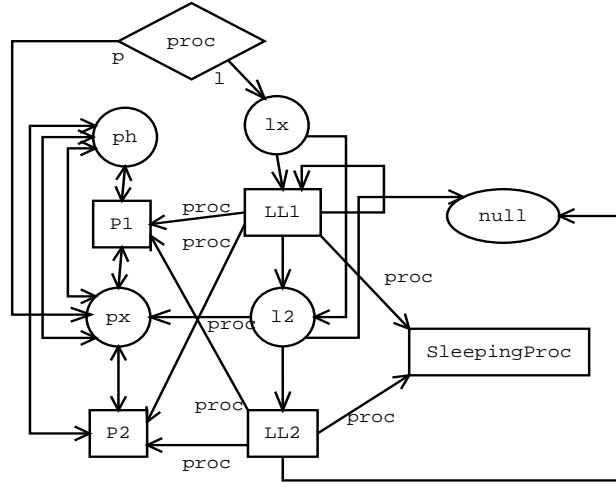 proc
p
l
lx
ph
proc
LL1
null
P1
proc
proc
px
proc
l2
SleepingProc
proc
proc
P2
LL2
proc